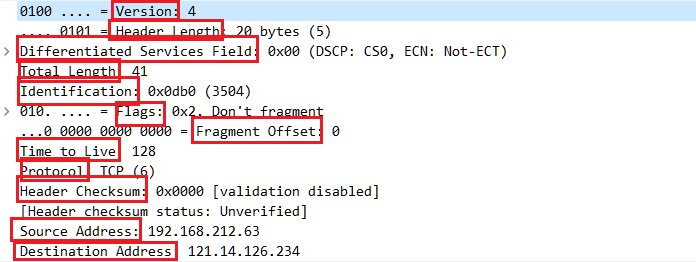 0100 .... = Version: 4
.... 0101 = Header Length: 20 bytes (5)
Differentiated Services Field: 0x00 (DSCP: CS0, ECN: Not-ECT)
Total Length 41
Identification: 0x0db0 (3504)
010. .... = Flags: 0x2, Don't fragment
...0 0000 0000 0000 = Fragment Offset: 0
Time to Live 128
Protocol TCP (6)
Header Checksum: 0x0000 [validation disabled]
[Header checksum status: Unverified]
Source Address: 192.168.212.63
Destination Address 121.14.126.234